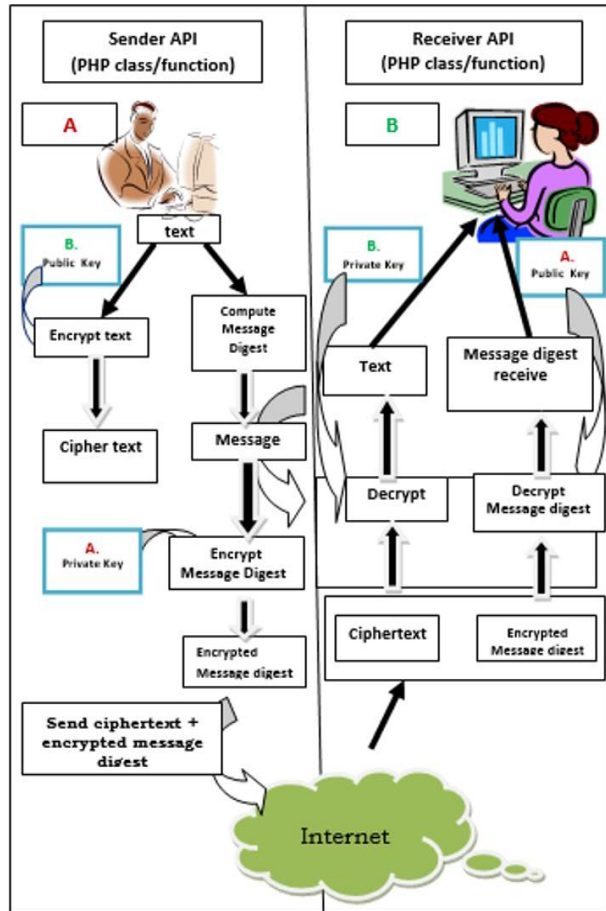 Sender API
(PHP class/function)
A
text
B.
Public Key
Encrypt text
Cipher text
Compute
Message
Digest
Message
A.
Private Key
Encrypt
Message Digest
Encrypted
Message digest
Send ciphertext +
encrypted message
digest
Internet
Receiver API
(PHP class/function)
B
B.
Private Key
A.
Public Key
Text
Message digest
receive
Decrypt
Decrypt
Message digest
Ciphertext
Encrypted
Message digest